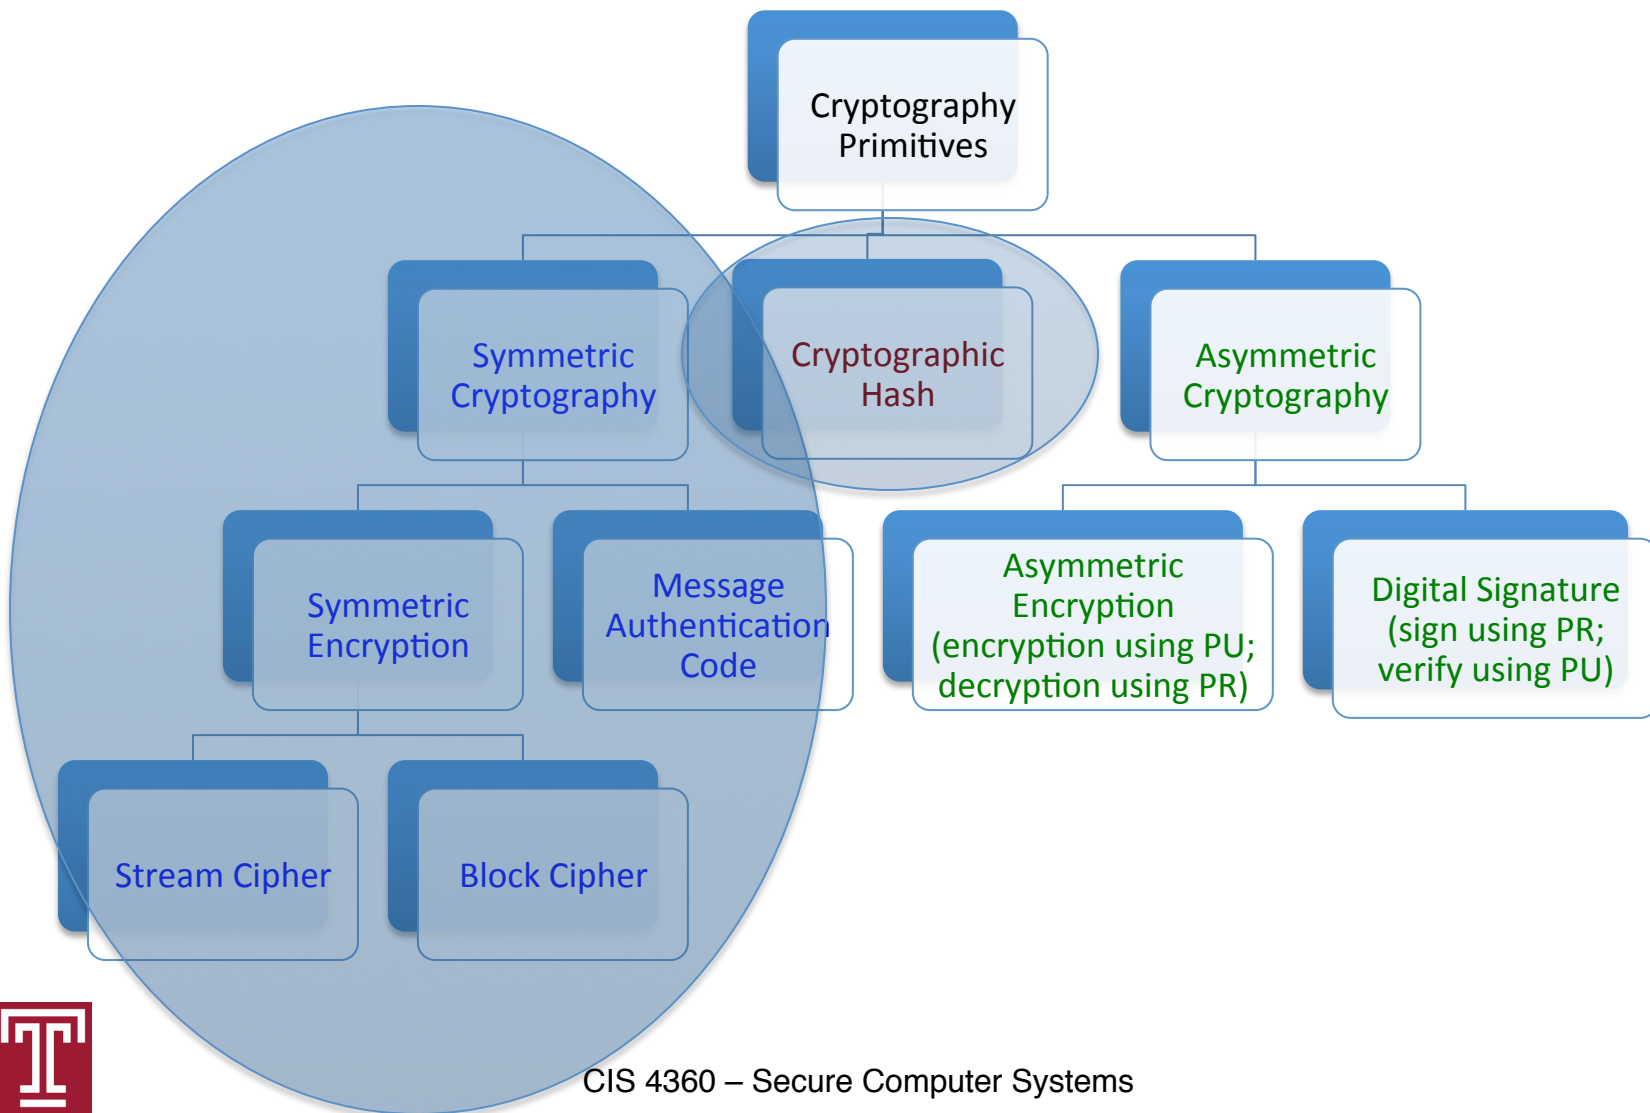 Cryptography
Primitives
Symmetric
Cryptography
Cryptographic
Hash
Asymmetric
Cryptography
Symmetric
Encryption
Message
Authentication
Code
Asymmetric
Encryption
(encryption using PU;
decryption using PR)
Digital Signature
(sign using PR;
verify using PU)
Stream Cipher
Block Cipher
CIS 4360 – Secure Computer Systems